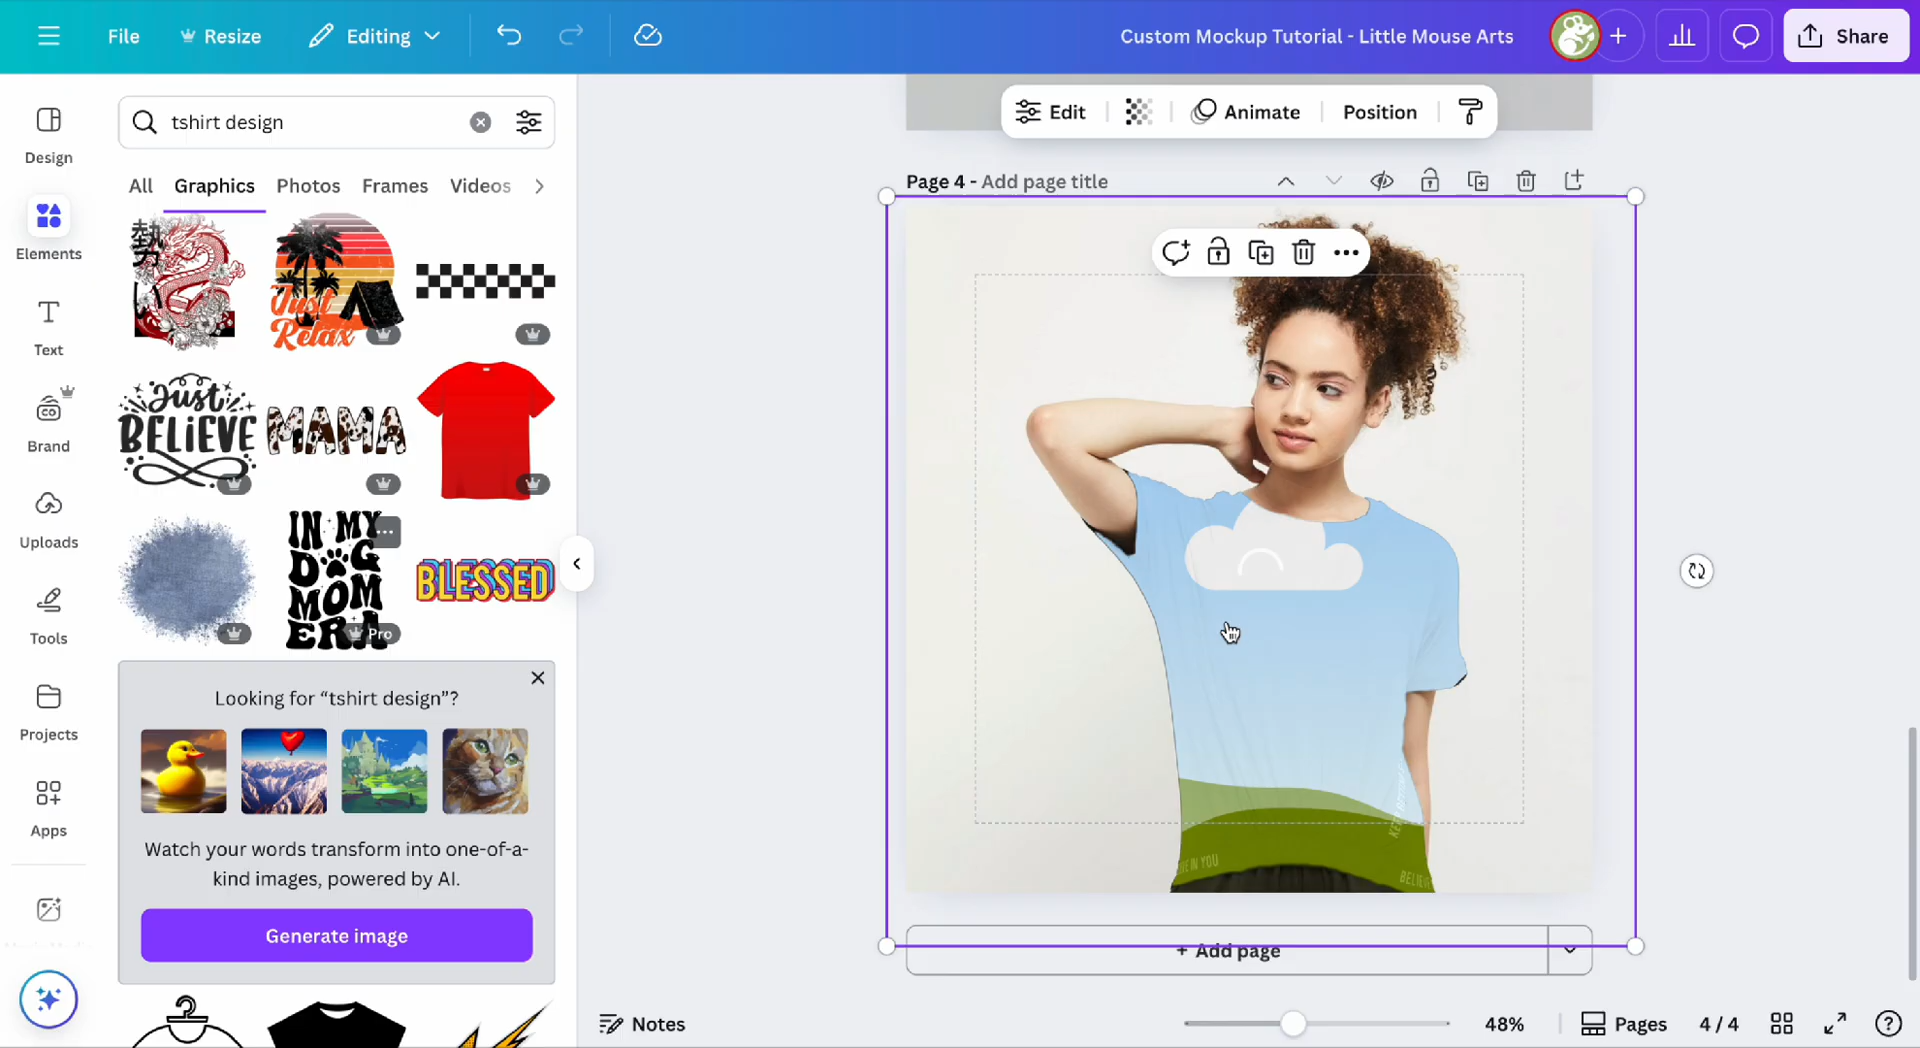 File
Resize
Editing
Custom Mockup Tutorial - Little Mouse Arts
Share
Design
Elements
Text
Brand
Uploads
Tools
Projects
Apps
tshirt design
All
Graphics
Photos
Frames
Videos
勢
い
Just
Relax
Just
BELiEVE
MAMA
IN MY
DOG
MOM
ERA
Pro
BLESSED
Looking for “tshirt design”?
Watch your words transform into one-of-a-
kind images, powered by AI.
Generate image
Edit
Animate
Position
Page 4 - Add page title
+ Add page
Notes
48%
Pages
4 / 4